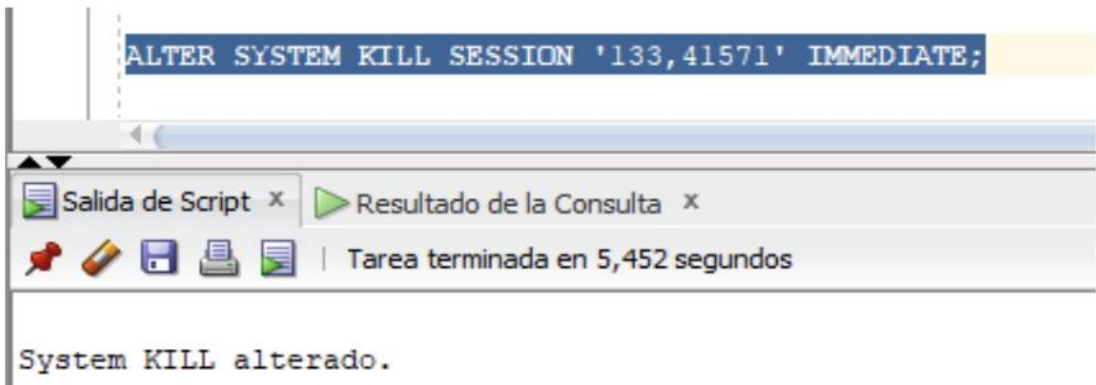 ALTER SYSTEM KILL SESSION '133,41571' IMMEDIATE;
Salida de Script x Resultado de la Consulta x
Tarea terminada en 5,452 segundos
System KILL alterado.